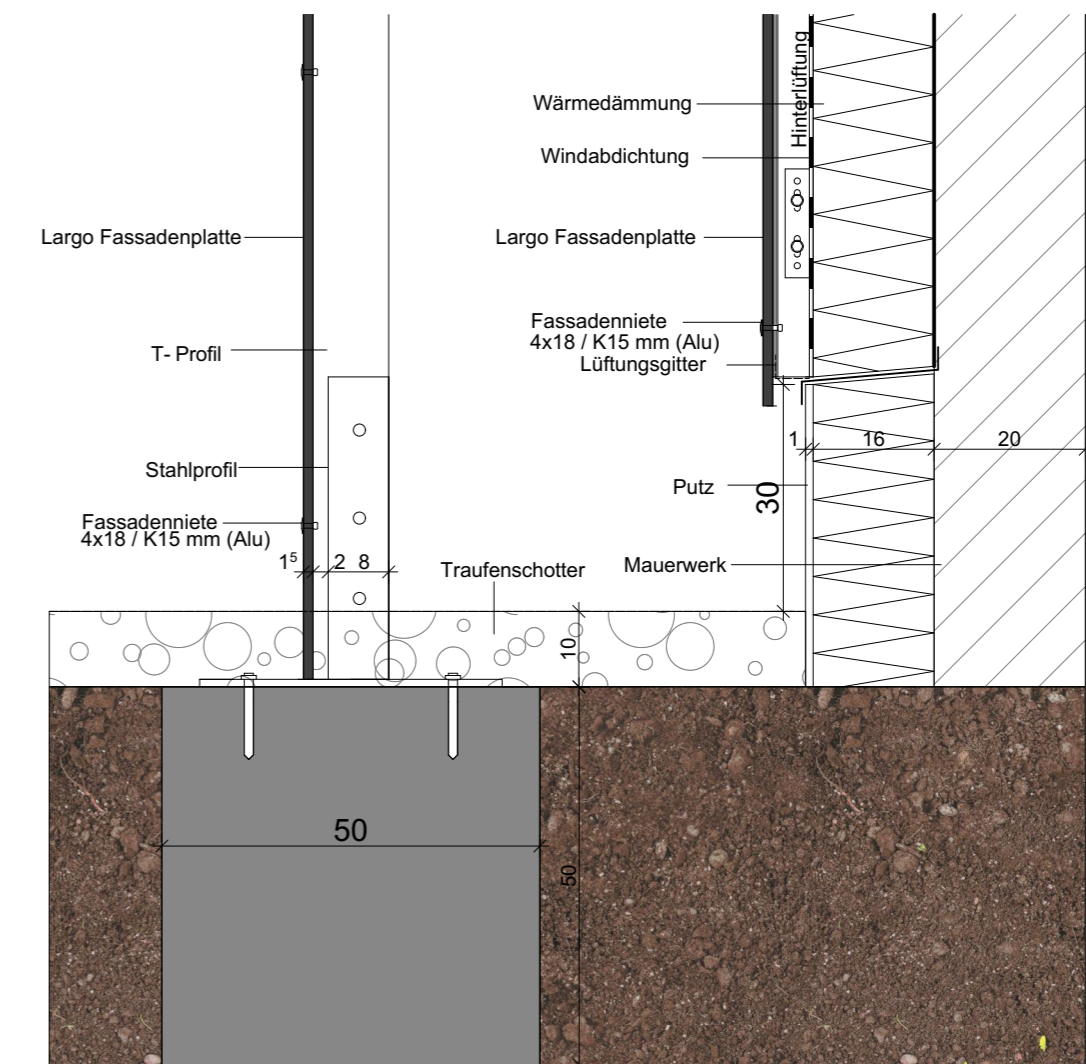 Hinterlüftung
Wärmedämmung
Windabdichtung
Largo Fassadenplatte
Largo Fassadenplatte
Fassadenniete
4x18 / K15 mm (Alu)
Lüftungsgitter
T- Profil
1 16 20
Stahlprofil
Putz
30
Fassadenniete
4x18 / K15 mm (Alu)
1⁵ 2 8
Traufenschotter
Mauerwerk
10
50
50